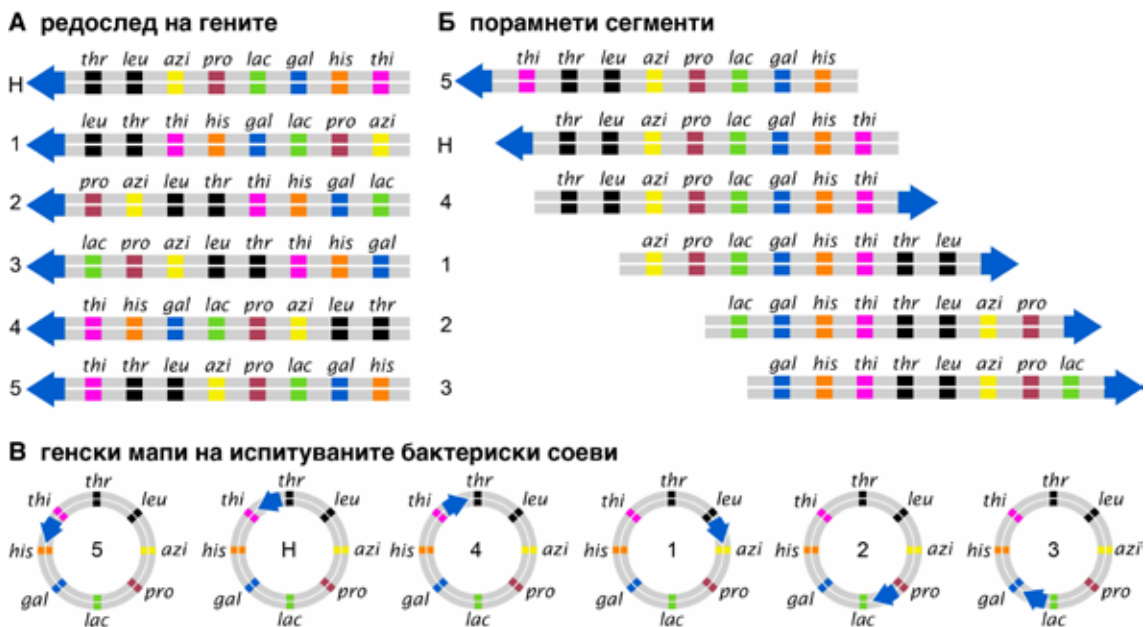 А редослед на гените
H thr leu azi pro lac gal his thi
1 leu thr thi his gal lac pro azi
2 pro azi leu thr thi his gal lac
3 lac pro azi leu thr thi his gal
4 thi his gal lac pro azi leu thr
5 thi thr leu azi pro lac gal his
Б порамнети сегменти
5 thi thr leu azi pro lac gal his
H thr leu azi pro lac gal his thi
4 thr leu azi pro lac gal his thi
1 azi pro lac gal his thi thr leu
2 lac gal his thi thr leu azi pro
3 gal his thi thr leu azi pro lac
В генски мапи на испитуваните бактериски соеви
thr leu azi pro lac gal his thi 5
thr leu azi pro lac gal his thi H
thr leu azi pro lac gal his thi 4
thr leu azi pro lac gal his thi 1
thr leu azi pro lac gal his thi 2
thr leu azi pro lac gal his thi 3